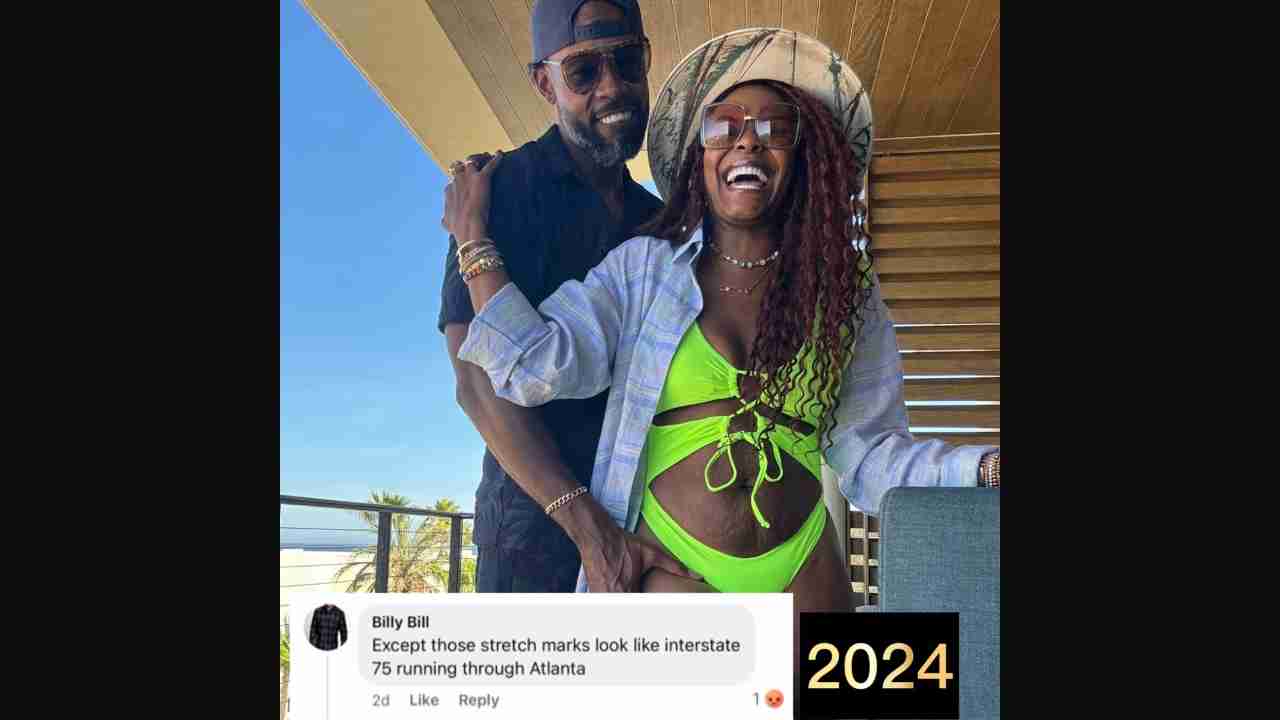 Billy Bill
Except those stretch marks look like interstate
75 running through Atlanta
2d Like Reply
1
2024